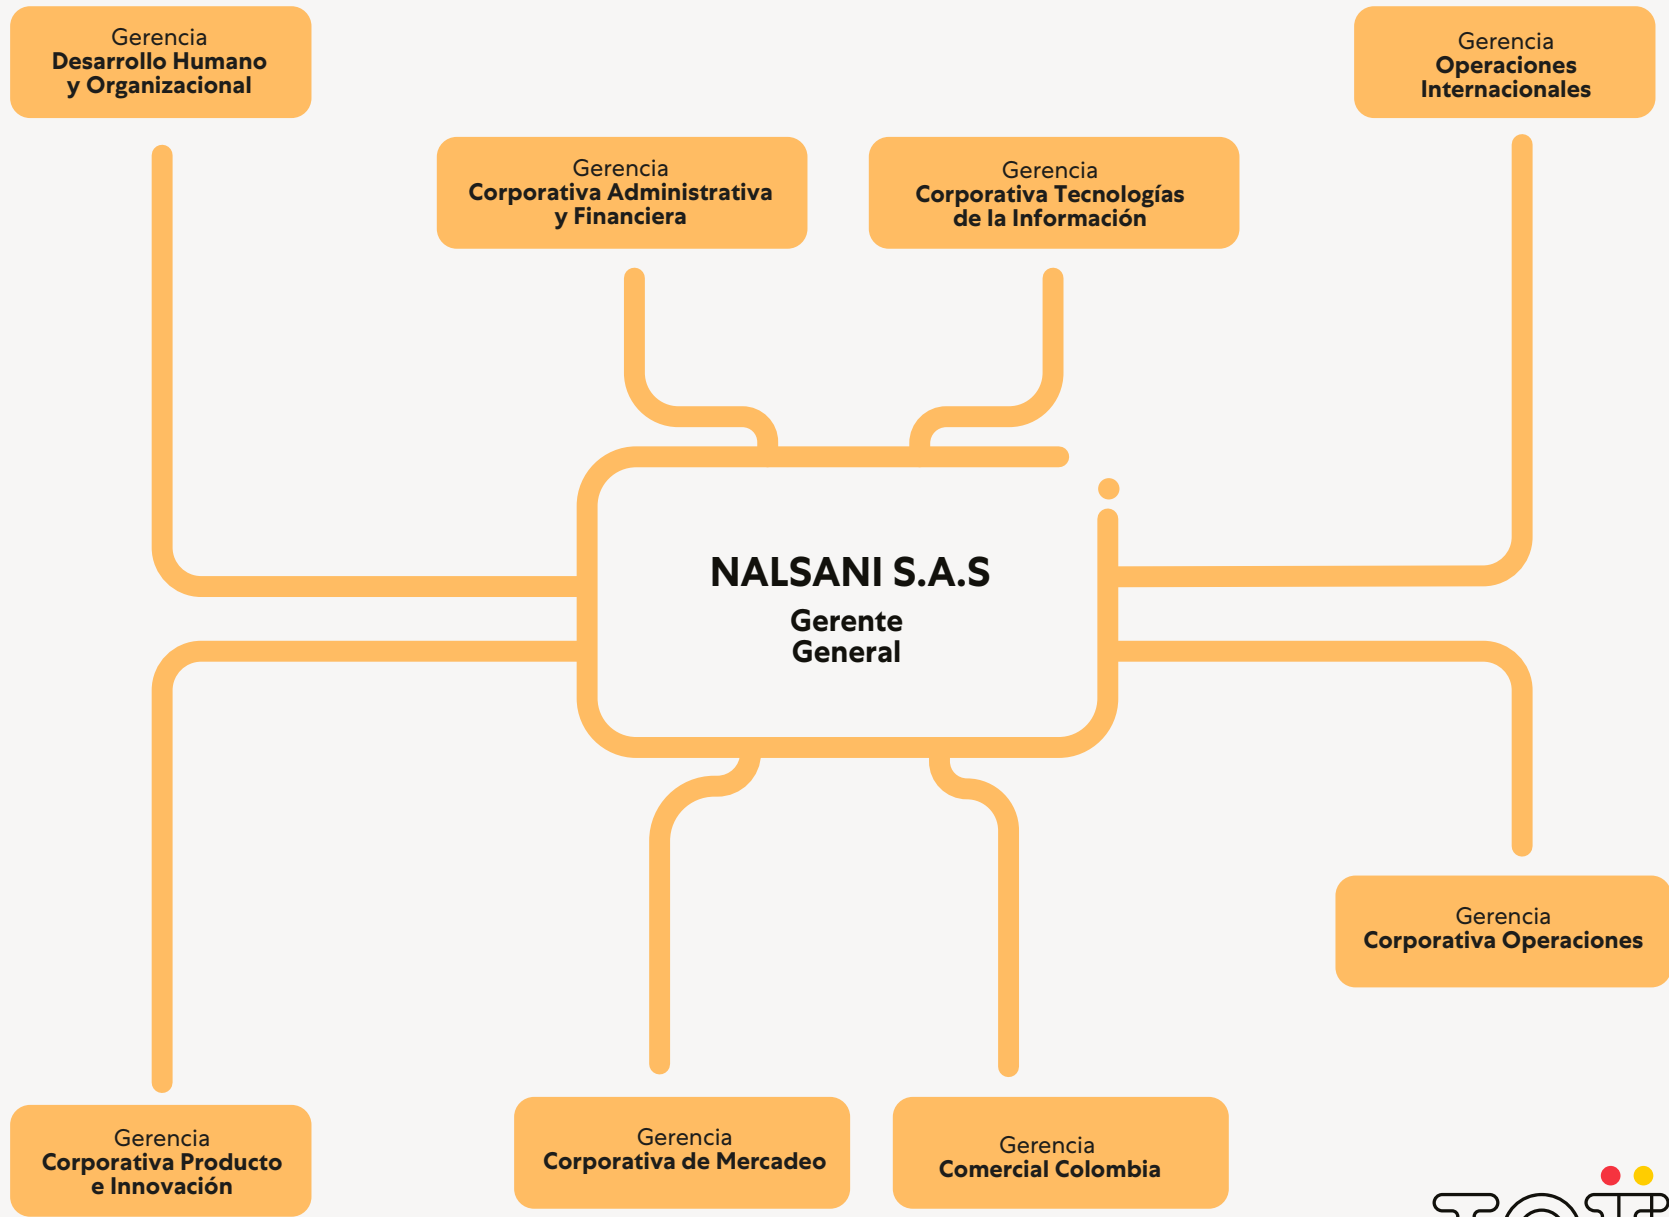 Gerencia
Desarrollo Humano
y Organizacional
Gerencia
Operaciones
Internacionales
Gerencia
Corporativa Administrativa
y Financiera
Gerencia
Corporativa Tecnologías
de la Información
NALSANI S.A.S
Gerente
General
Gerencia
Corporativa Operaciones
Gerencia
Corporativa Producto
e Innovación
Gerencia
Corporativa de Mercadeo
Gerencia
Comercial Colombia